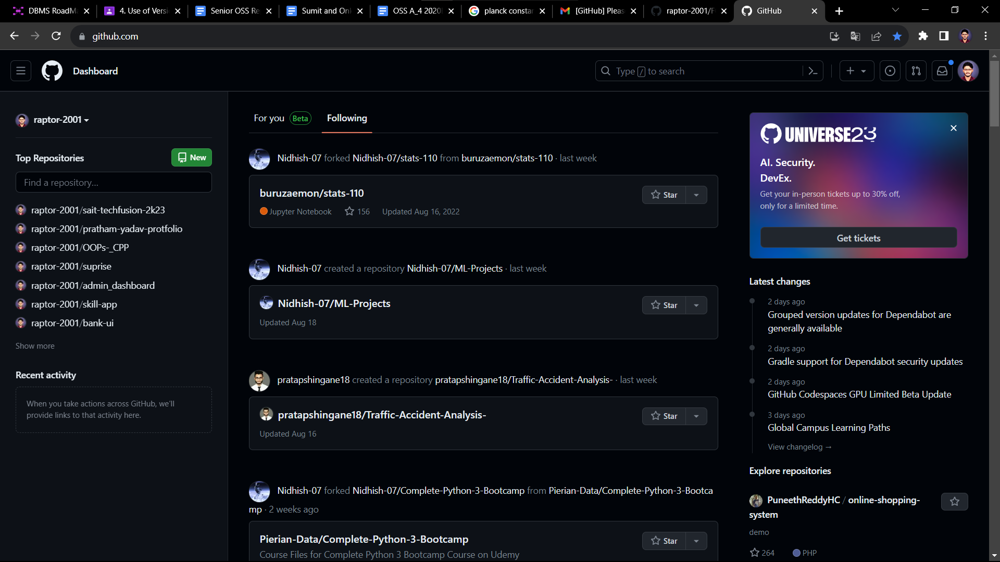 DBMS RoadM
4. Use of Versi
Senior OSS Re
Sumit and Onk
OSS A_4 2020
planck constan
[GitHub] Pleas
raptor-2001/F
GitHub
github.com
Dashboard
Type / to search
raptor-2001
Top Repositories
New
Find a repository...
raptor-2001/sait-techfusion-2k23
raptor-2001/pratham-yadav-protfolio
raptor-2001/OOPs-_CPP
raptor-2001/suprise
raptor-2001/admin_dashboard
raptor-2001/skill-app
raptor-2001/bank-ui
Show more
Recent activity
When you take actions across GitHub, we'll
provide links to that activity here.
For you Beta
Following
Nidhish-07 forked Nidhish-07/stats-110 from buruzaemon/stats-110 · last week
buruzaemon/stats-110
Star
Jupyter Notebook 156 Updated Aug 16, 2022
Nidhish-07 created a repository Nidhish-07/ML-Projects · last week
Nidhish-07/ML-Projects
Star
Updated Aug 18
pratapshingane18 created a repository pratapshingane18/Traffic-Accident-Analysis- · last week
pratapshingane18/Traffic-Accident-Analysis-
Star
Updated Aug 16
Nidhish-07 forked Nidhish-07/Complete-Python-3-Bootcamp from Pierian-Data/Complete-Python-3-Bootca
mp · 2 weeks ago
Pierian-Data/Complete-Python-3-Bootcamp
Star
Course Files for Complete Python 3 Bootcamp Course on Udemy
UNIVERSE23
AI. Security.
DevEx.
Get your in-person tickets up to 30% off,
only for a limited time.
Get tickets
Latest changes
2 days ago
Grouped version updates for Dependabot are
generally available
2 days ago
Gradle support for Dependabot security updates
2 days ago
GitHub Codespaces GPU Limited Beta Update
3 days ago
Global Campus Learning Paths
View changelog →
Explore repositories
PuneethReddyHC / online-shopping-
system
demo
264 PHP